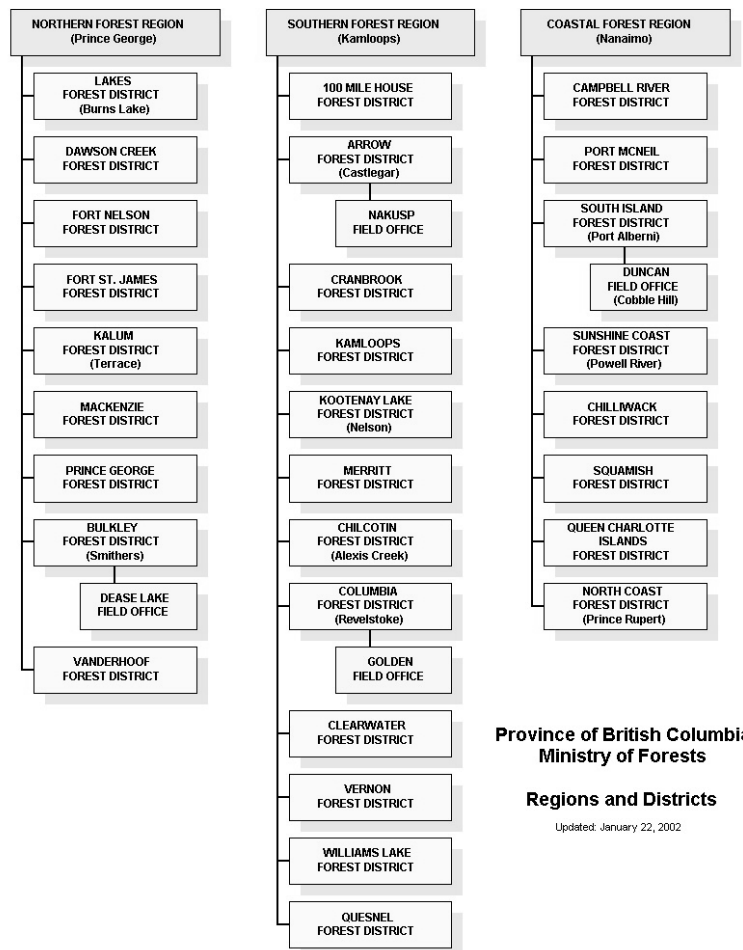 NORTHERN FOREST REGION
(Prince George)
LAKES
FOREST DISTRICT
(Burns Lake)
DAWSON CREEK
FOREST DISTRICT
FORT NELSON
FOREST DISTRICT
FORT ST. JAMES
FOREST DISTRICT
KALUM
FOREST DISTRICT
(Terrace)
MACKENZIE
FOREST DISTRICT
PRINCE GEORGE
FOREST DISTRICT
BULKLEY
FOREST DISTRICT
(Smithers)
DEASE LAKE
FIELD OFFICE
VANDERHOOF
FOREST DISTRICT
SOUTHERN FOREST REGION
(Kamloops)
100 MILE HOUSE
FOREST DISTRICT
ARROW
FOREST DISTRICT
(Castlegar)
NAKUSP
FIELD OFFICE
CRANBROOK
FOREST DISTRICT
KAMLOOPS
FOREST DISTRICT
KOOTENAY LAKE
FOREST DISTRICT
(Nelson)
MERRITT
FOREST DISTRICT
CHILCOTIN
FOREST DISTRICT
(Alexis Creek)
COLUMBIA
FOREST DISTRICT
(Revelstoke)
GOLDEN
FIELD OFFICE
CLEARWATER
FOREST DISTRICT
VERNON
FOREST DISTRICT
WILLIAMS LAKE
FOREST DISTRICT
QUESNEL
FOREST DISTRICT
COASTAL FOREST REGION
(Nanaimo)
CAMPBELL RIVER
FOREST DISTRICT
PORT MCNEIL
FOREST DISTRICT
SOUTH ISLAND
FOREST DISTRICT
(Port Alberni)
DUNCAN
FIELD OFFICE
(Cobble Hill)
SUNSHINE COAST
FOREST DISTRICT
(Powell River)
CHILLIWACK
FOREST DISTRICT
SQUAMISH
FOREST DISTRICT
QUEEN CHARLOTTE
ISLANDS
FOREST DISTRICT
NORTH COAST
FOREST DISTRICT
(Prince Rupert)
Province of British Columbia
Ministry of Forests
Regions and Districts
Updated: January 22, 2002